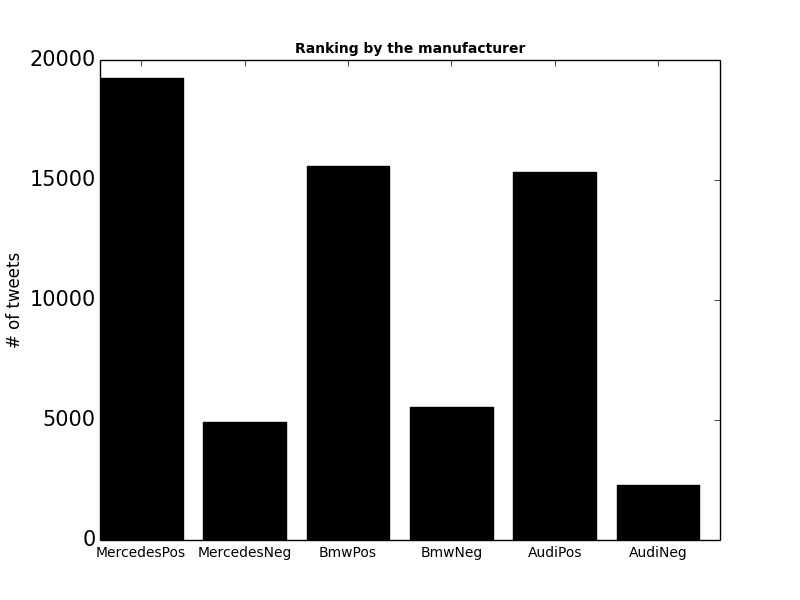 Ranking by the manufacturer
20000
15000
10000
5000
0
# of tweets
MercedesPos MercedesNeg BmwPos BmwNeg AudiPos AudiNeg